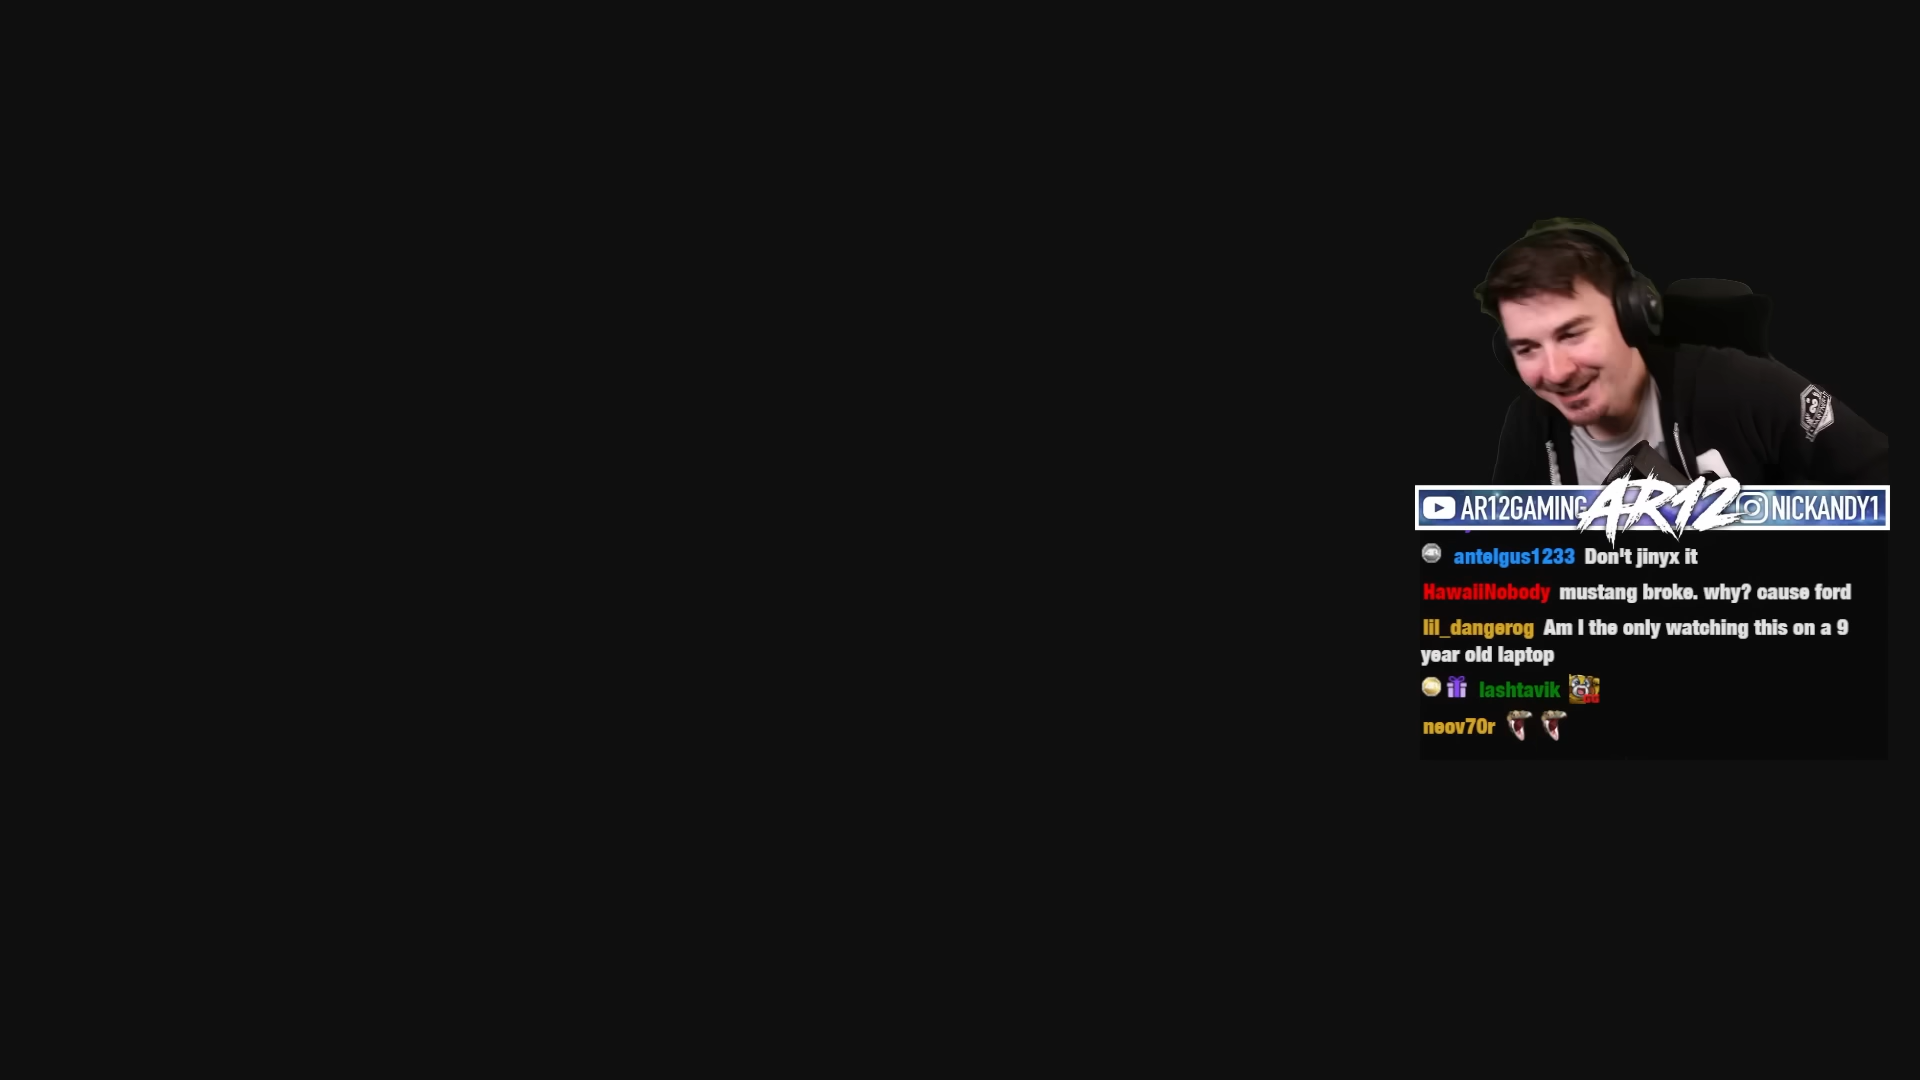 AR12GAMING AR12 NICKANDY1
antelgus1233 Don't jinyx it
HawaiiNobody mustang broke. why? cause ford
lil_dangerog Am I the only watching this on a 9
year old laptop
lashtavik
neov70r